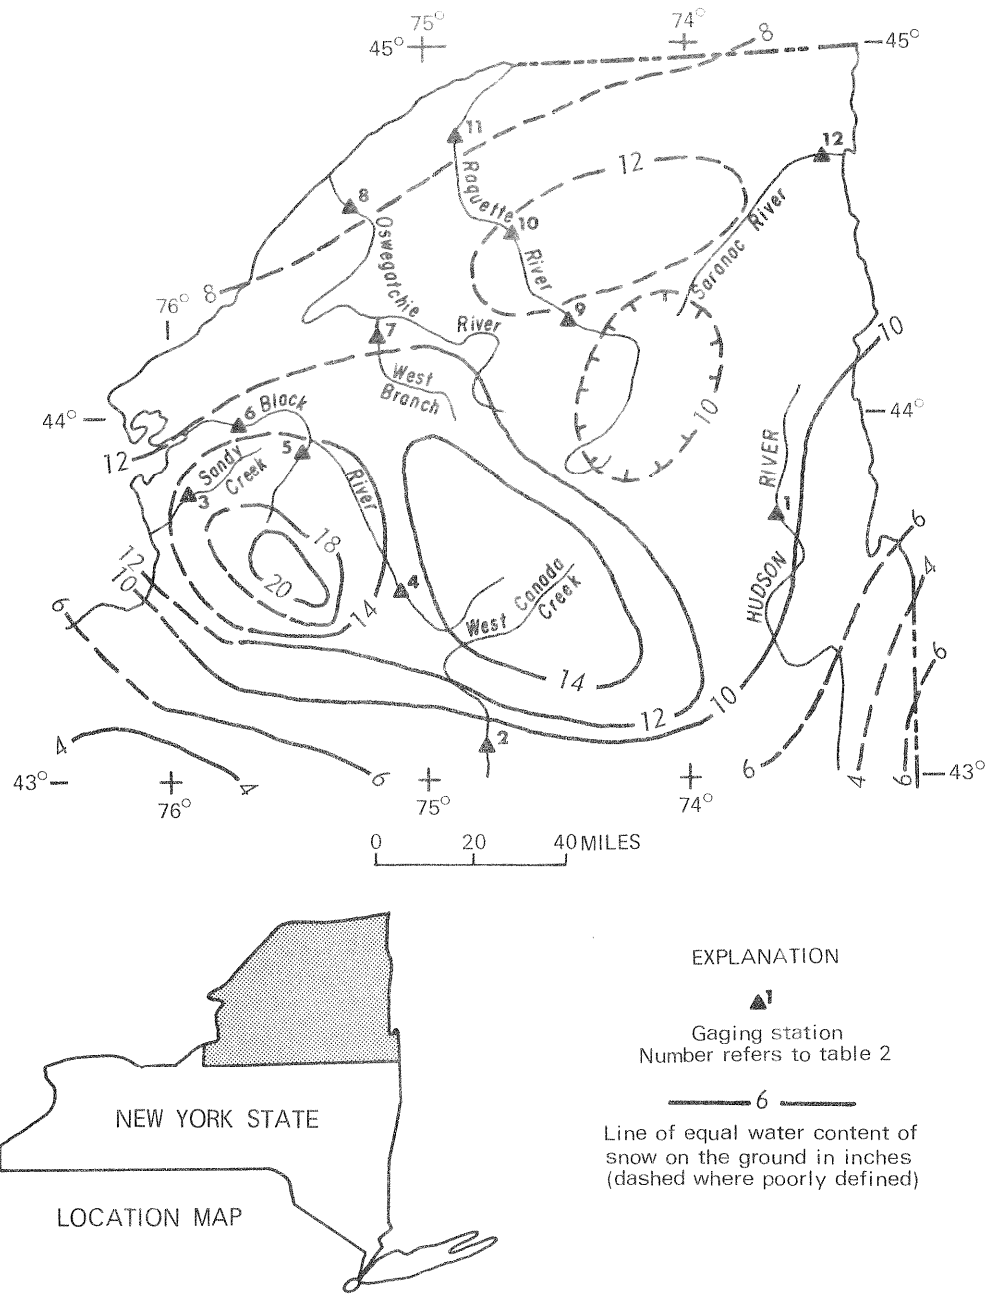 75°
74°
45°
8
45°
11
12
12
Raquette
8
10
Oswegatchie
River
Saranac River
8
76°
9
7
River
10
West
Branch
10
44°
6 Black
44°
12
5
Sandy
Creek
River
RIVER
3
1
18
6
12
10
20
4
HUDSON
4
6
14
West Canada
Creek
6
14
10
12
4
2
6
6
4
6
4
43°
43°
76°
75°
74°
0 20 40 MILES
EXPLANATION
1
Gaging station
Number refers to table 2
6
Line of equal water content of
snow on the ground in inches
(dashed where poorly defined)
NEW YORK STATE
LOCATION MAP